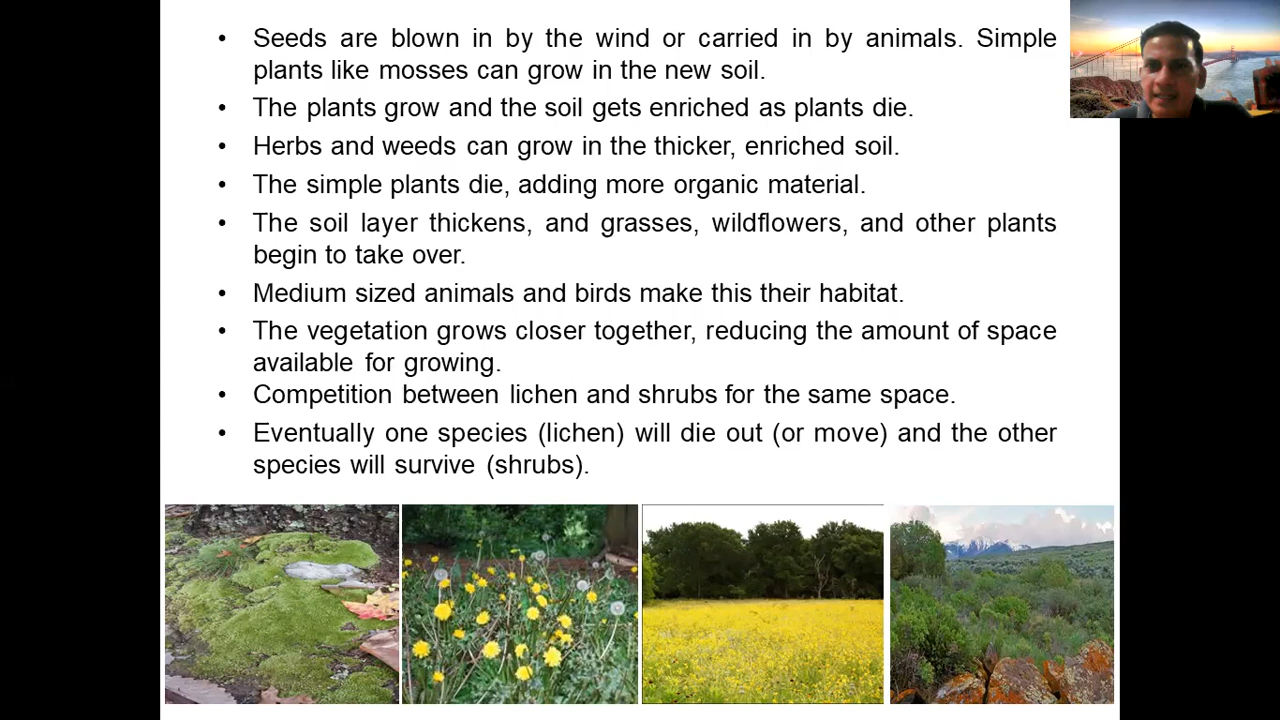 • Seeds are blown in by the wind or carried in by animals. Simple
plants like mosses can grow in the new soil.
• The plants grow and the soil gets enriched as plants die.
• Herbs and weeds can grow in the thicker, enriched soil.
• The simple plants die, adding more organic material.
• The soil layer thickens, and grasses, wildflowers, and other plants
begin to take over.
• Medium sized animals and birds make this their habitat.
• The vegetation grows closer together, reducing the amount of space
available for growing.
• Competition between lichen and shrubs for the same space.
• Eventually one species (lichen) will die out (or move) and the other
species will survive (shrubs).